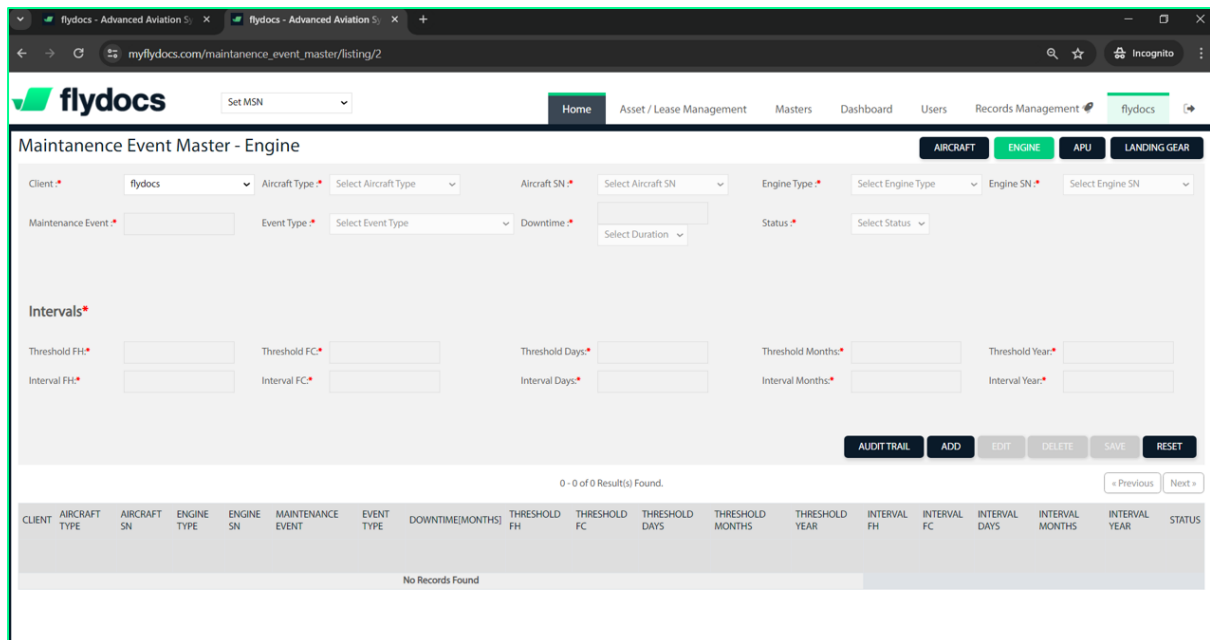 flydocs - Advanced Aviation Sy
flydocs - Advanced Aviation Sy
myflydocs.com/maintanence_event_master/listing/2
Incognito
flydocs
Set MSN
Home Asset / Lease Management Masters Dashboard Users Records Management flydocs
Maintanence Event Master - Engine
AIRCRAFT ENGINE APU LANDING GEAR
Client :* flydocs Aircraft Type :* Select Aircraft Type Aircraft SN :* Select Aircraft SN Engine Type :* Select Engine Type Engine SN :* Select Engine SN
Maintenance Event :* Event Type :* Select Event Type Downtime :* Status :* Select Status
Select Duration
Intervals*
Threshold FH:* Threshold FC:* Threshold Days:* Threshold Months:* Threshold Year:*
Interval FH:* Interval FC:* Interval Days:* Interval Months:* Interval Year:*
AUDIT TRAIL ADD EDIT DELETE SAVE RESET
0 - 0 of 0 Result(s) Found.
« Previous Next »
CLIENT AIRCRAFT TYPE AIRCRAFT SN ENGINE TYPE ENGINE SN MAINTENANCE EVENT EVENT TYPE DOWNTIME[MONTHS] THRESHOLD FH THRESHOLD FC THRESHOLD DAYS THRESHOLD MONTHS THRESHOLD YEAR INTERVAL FH INTERVAL FC INTERVAL DAYS INTERVAL MONTHS INTERVAL YEAR STATUS
No Records Found